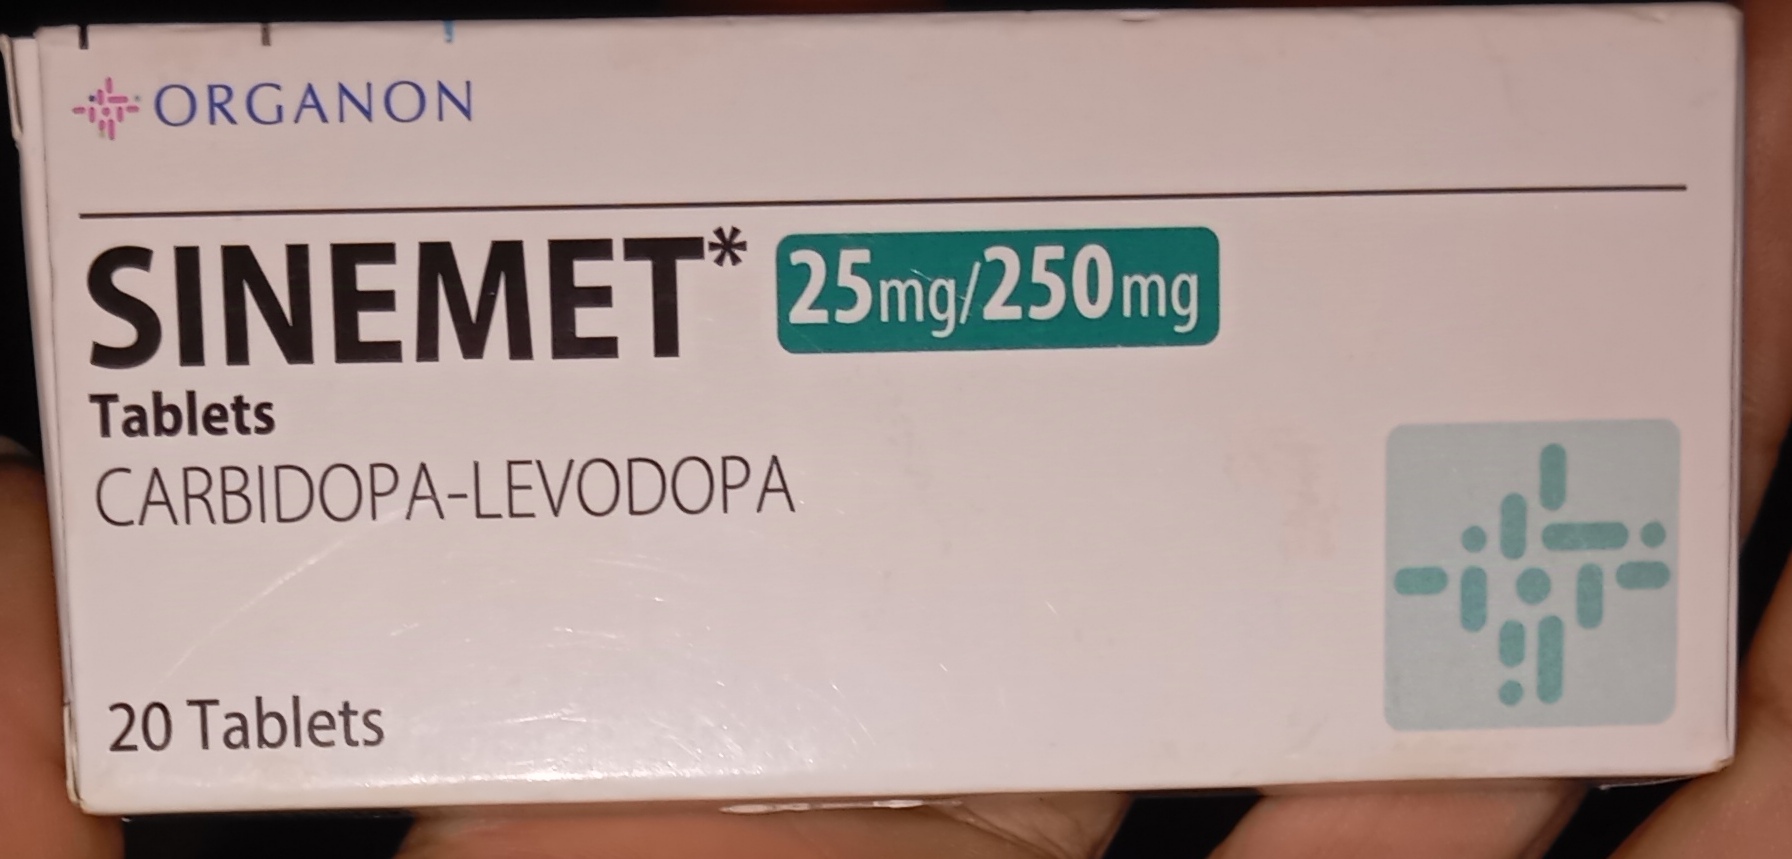 ORGANON
SINEMET* 25mg/250mg
Tablets
CARBIDOPA-LEVODOPA
20 Tablets